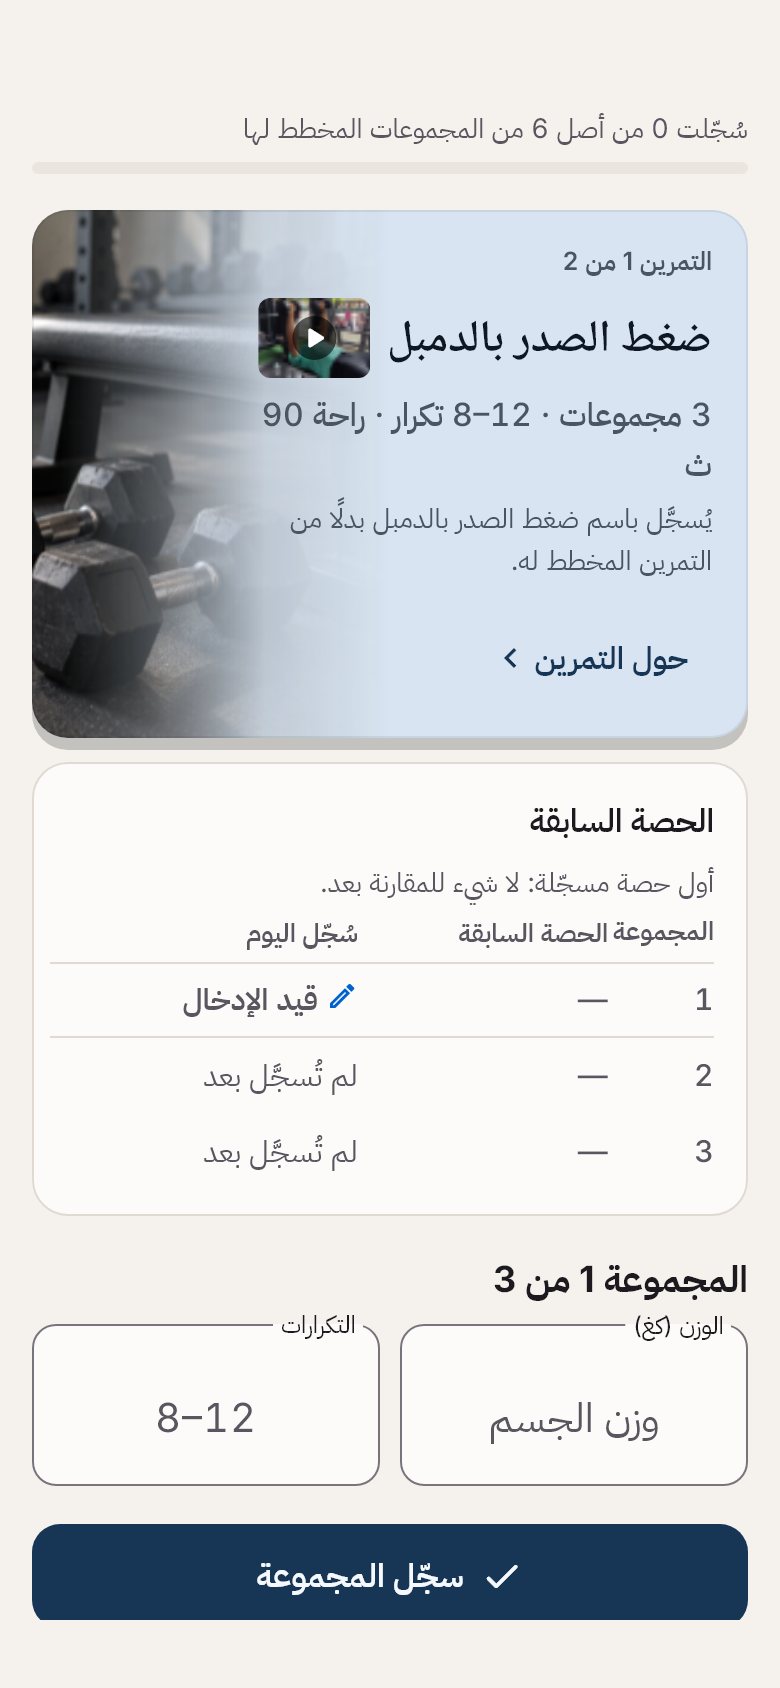 سُجّلت 0 من أصل 6 من المجموعات المخطط لها
التمرين 1 من 2
ضغط الصدر بالدمبل
3 مجموعات · 8–12 تكرار · راحة 90
ث
يُسجَّل باسم ضغط الصدر بالدمبل بدلًا من
التمرين المخطط له.
حول التمرين
الحصة السابقة
أول حصة مسجّلة: لا شيء للمقارنة بعد.
المجموعة الحصة السابقة سُجّل اليوم
1 — قيد الإدخال
2 — لم تُسجَّل بعد
3 — لم تُسجَّل بعد
المجموعة 1 من 3
الوزن (كغ) التكرارات
وزن الجسم 8–12
سجّل المجموعة